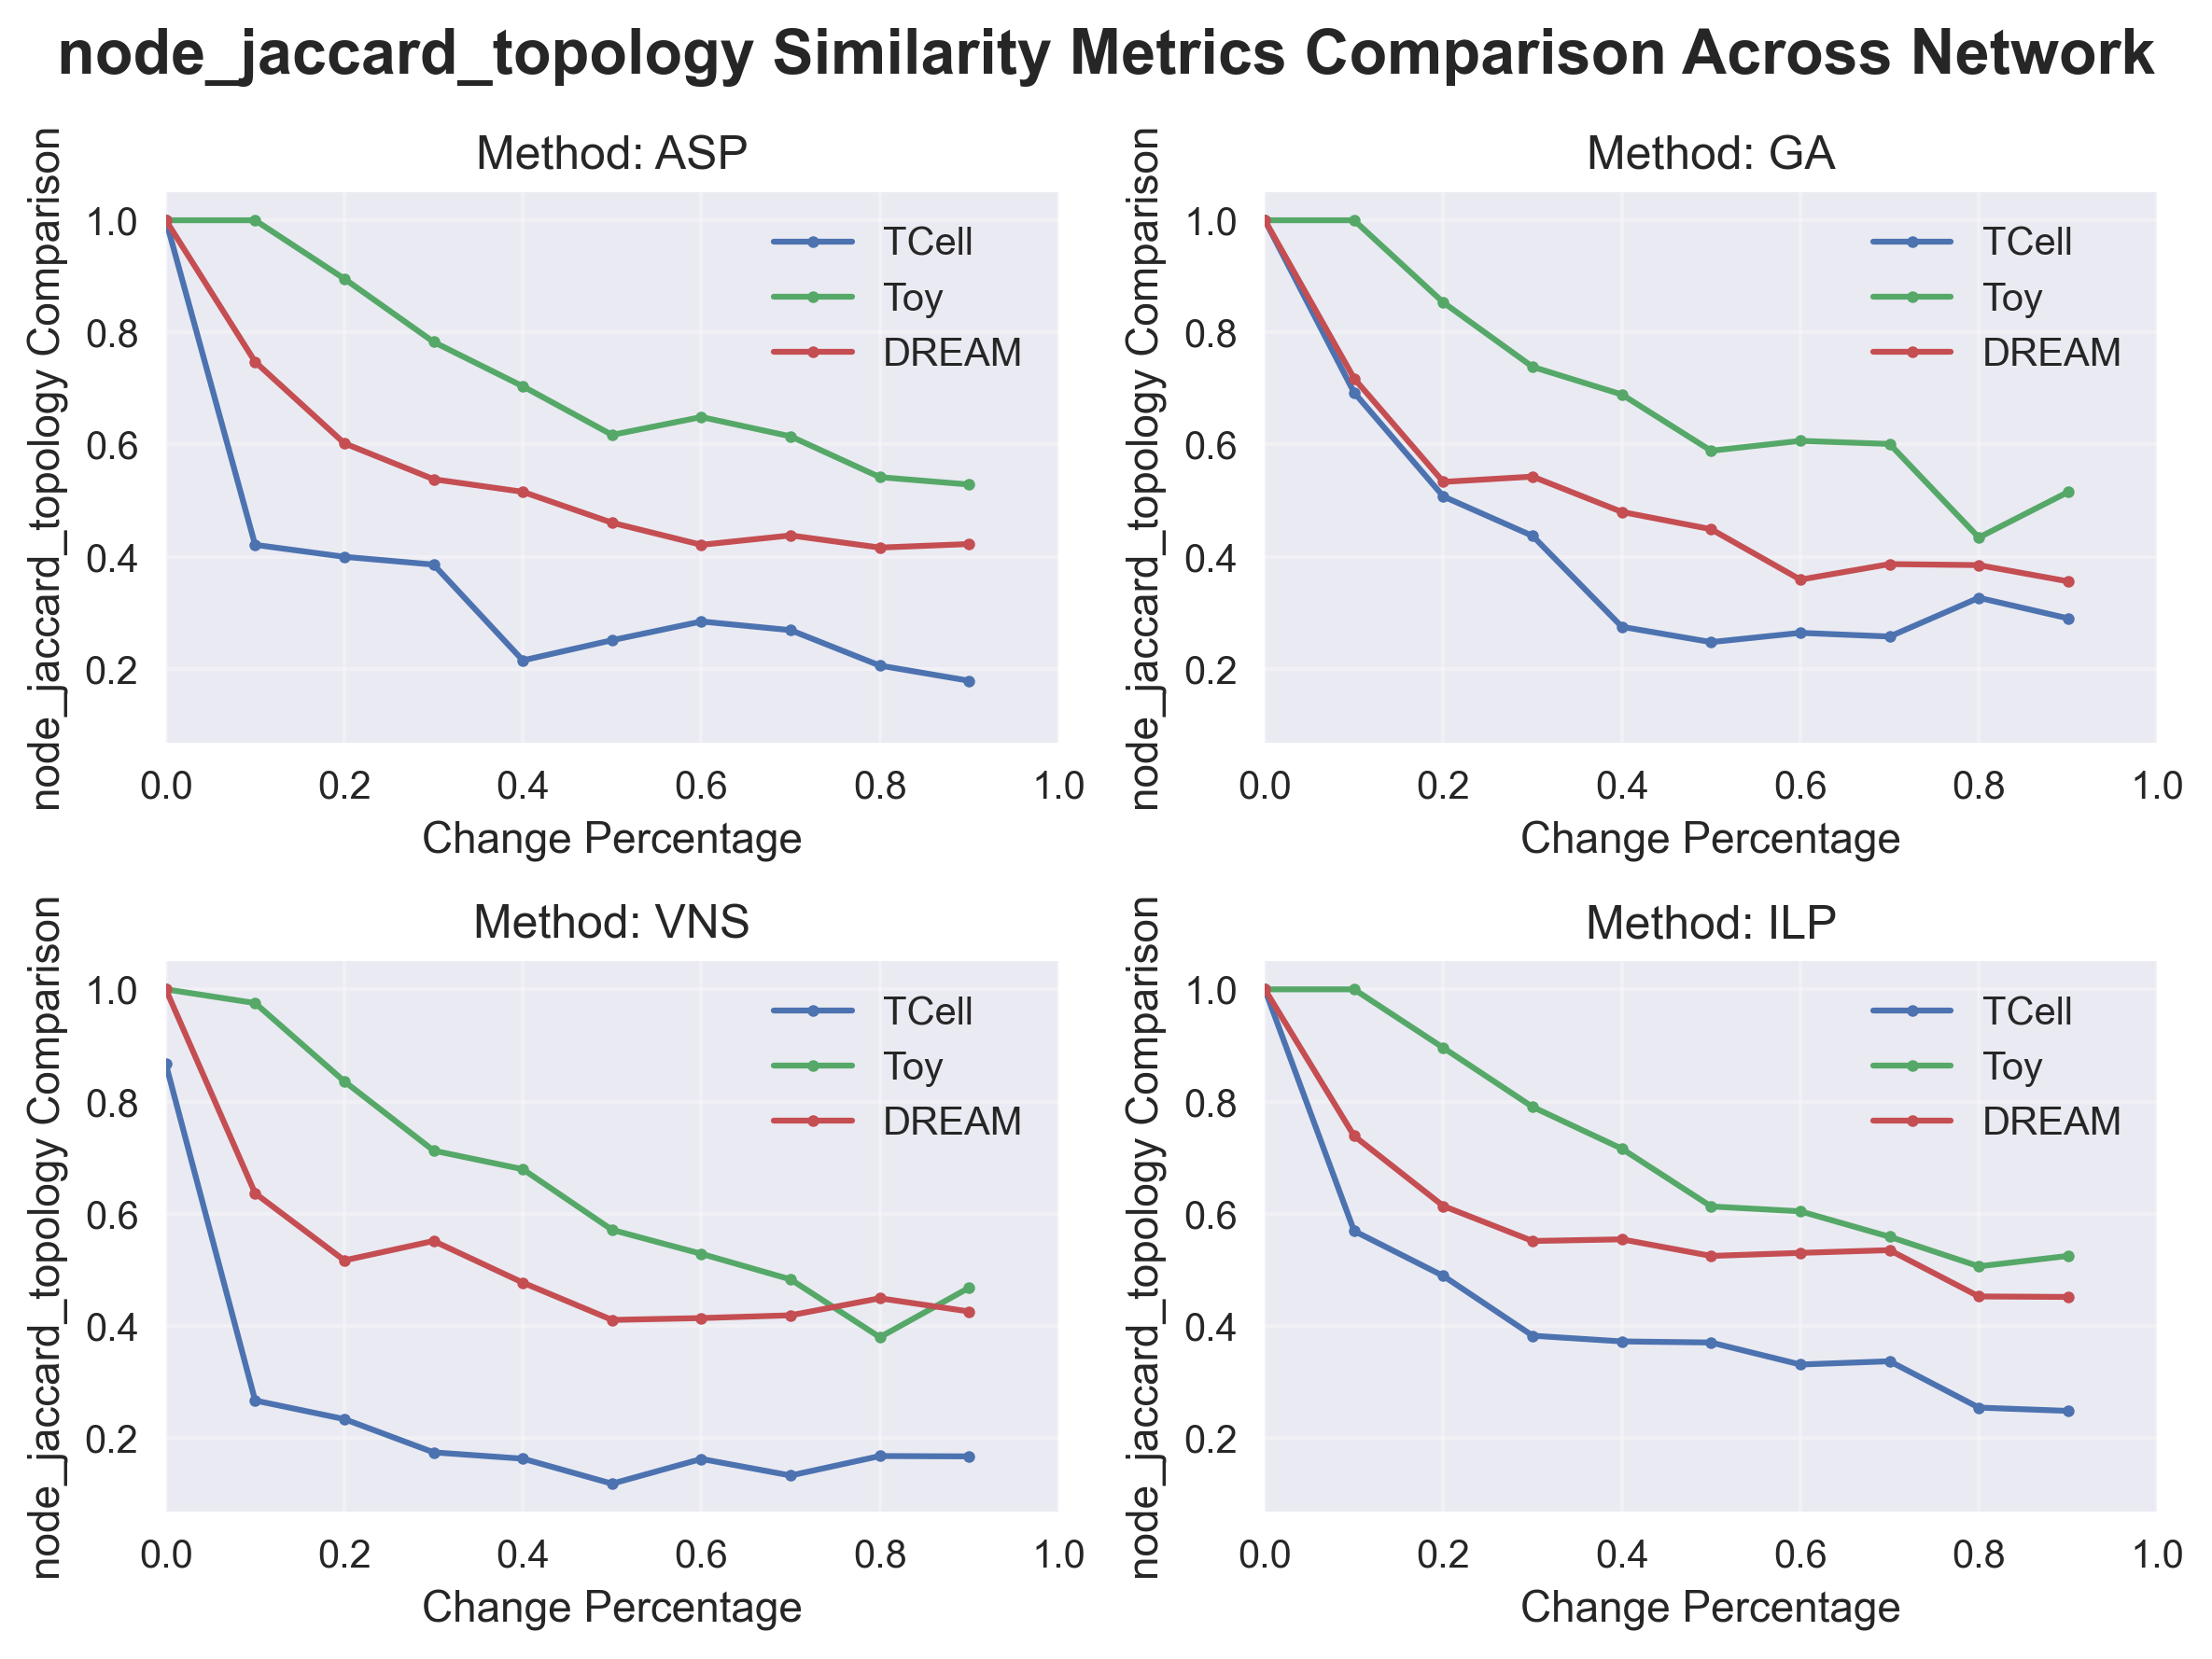 node_jaccard_topology Similarity Metrics Comparison Across Network
Method: ASP
node_jaccard_topology Comparison
1.0
0.8
0.6
0.4
0.2
TCell
Toy
DREAM
0.0 0.2 0.4 0.6 0.8 1.0
Change Percentage
Method: GA
node_jaccard_topology Comparison
1.0
0.8
0.6
0.4
0.2
TCell
Toy
DREAM
0.0 0.2 0.4 0.6 0.8 1.0
Change Percentage
Method: VNS
node_jaccard_topology Comparison
1.0
0.8
0.6
0.4
0.2
TCell
Toy
DREAM
0.0 0.2 0.4 0.6 0.8 1.0
Change Percentage
Method: ILP
node_jaccard_topology Comparison
1.0
0.8
0.6
0.4
0.2
TCell
Toy
DREAM
0.0 0.2 0.4 0.6 0.8 1.0
Change Percentage